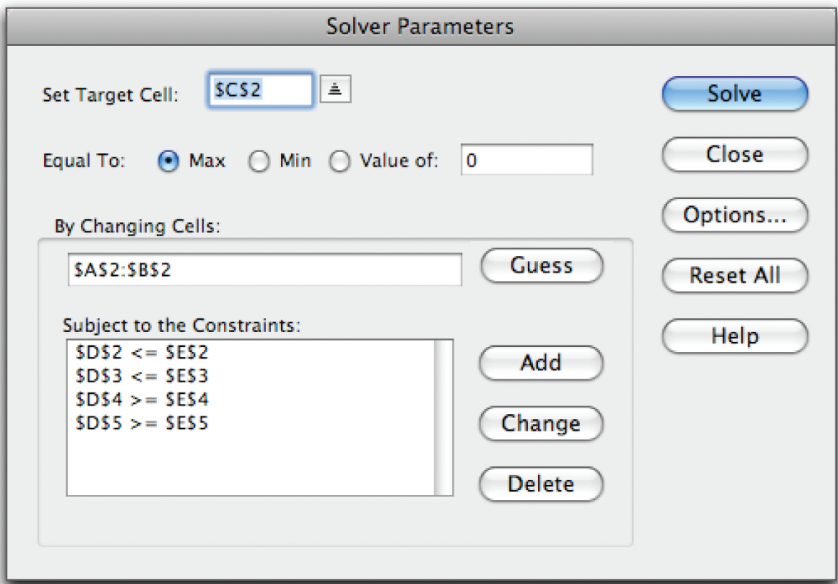 Solver Parameters
Set Target Cell: $C$2
Solve
Equal To: Max Min Value of: 0
Close
Options...
By Changing Cells:
$A$2:$B$2
Guess
Reset All
Subject to the Constraints:
Help
$D$2 <= $E$2
$D$3 <= $E$3
$D$4 >= $E$4
$D$5 >= $E$5
Add
Change
Delete